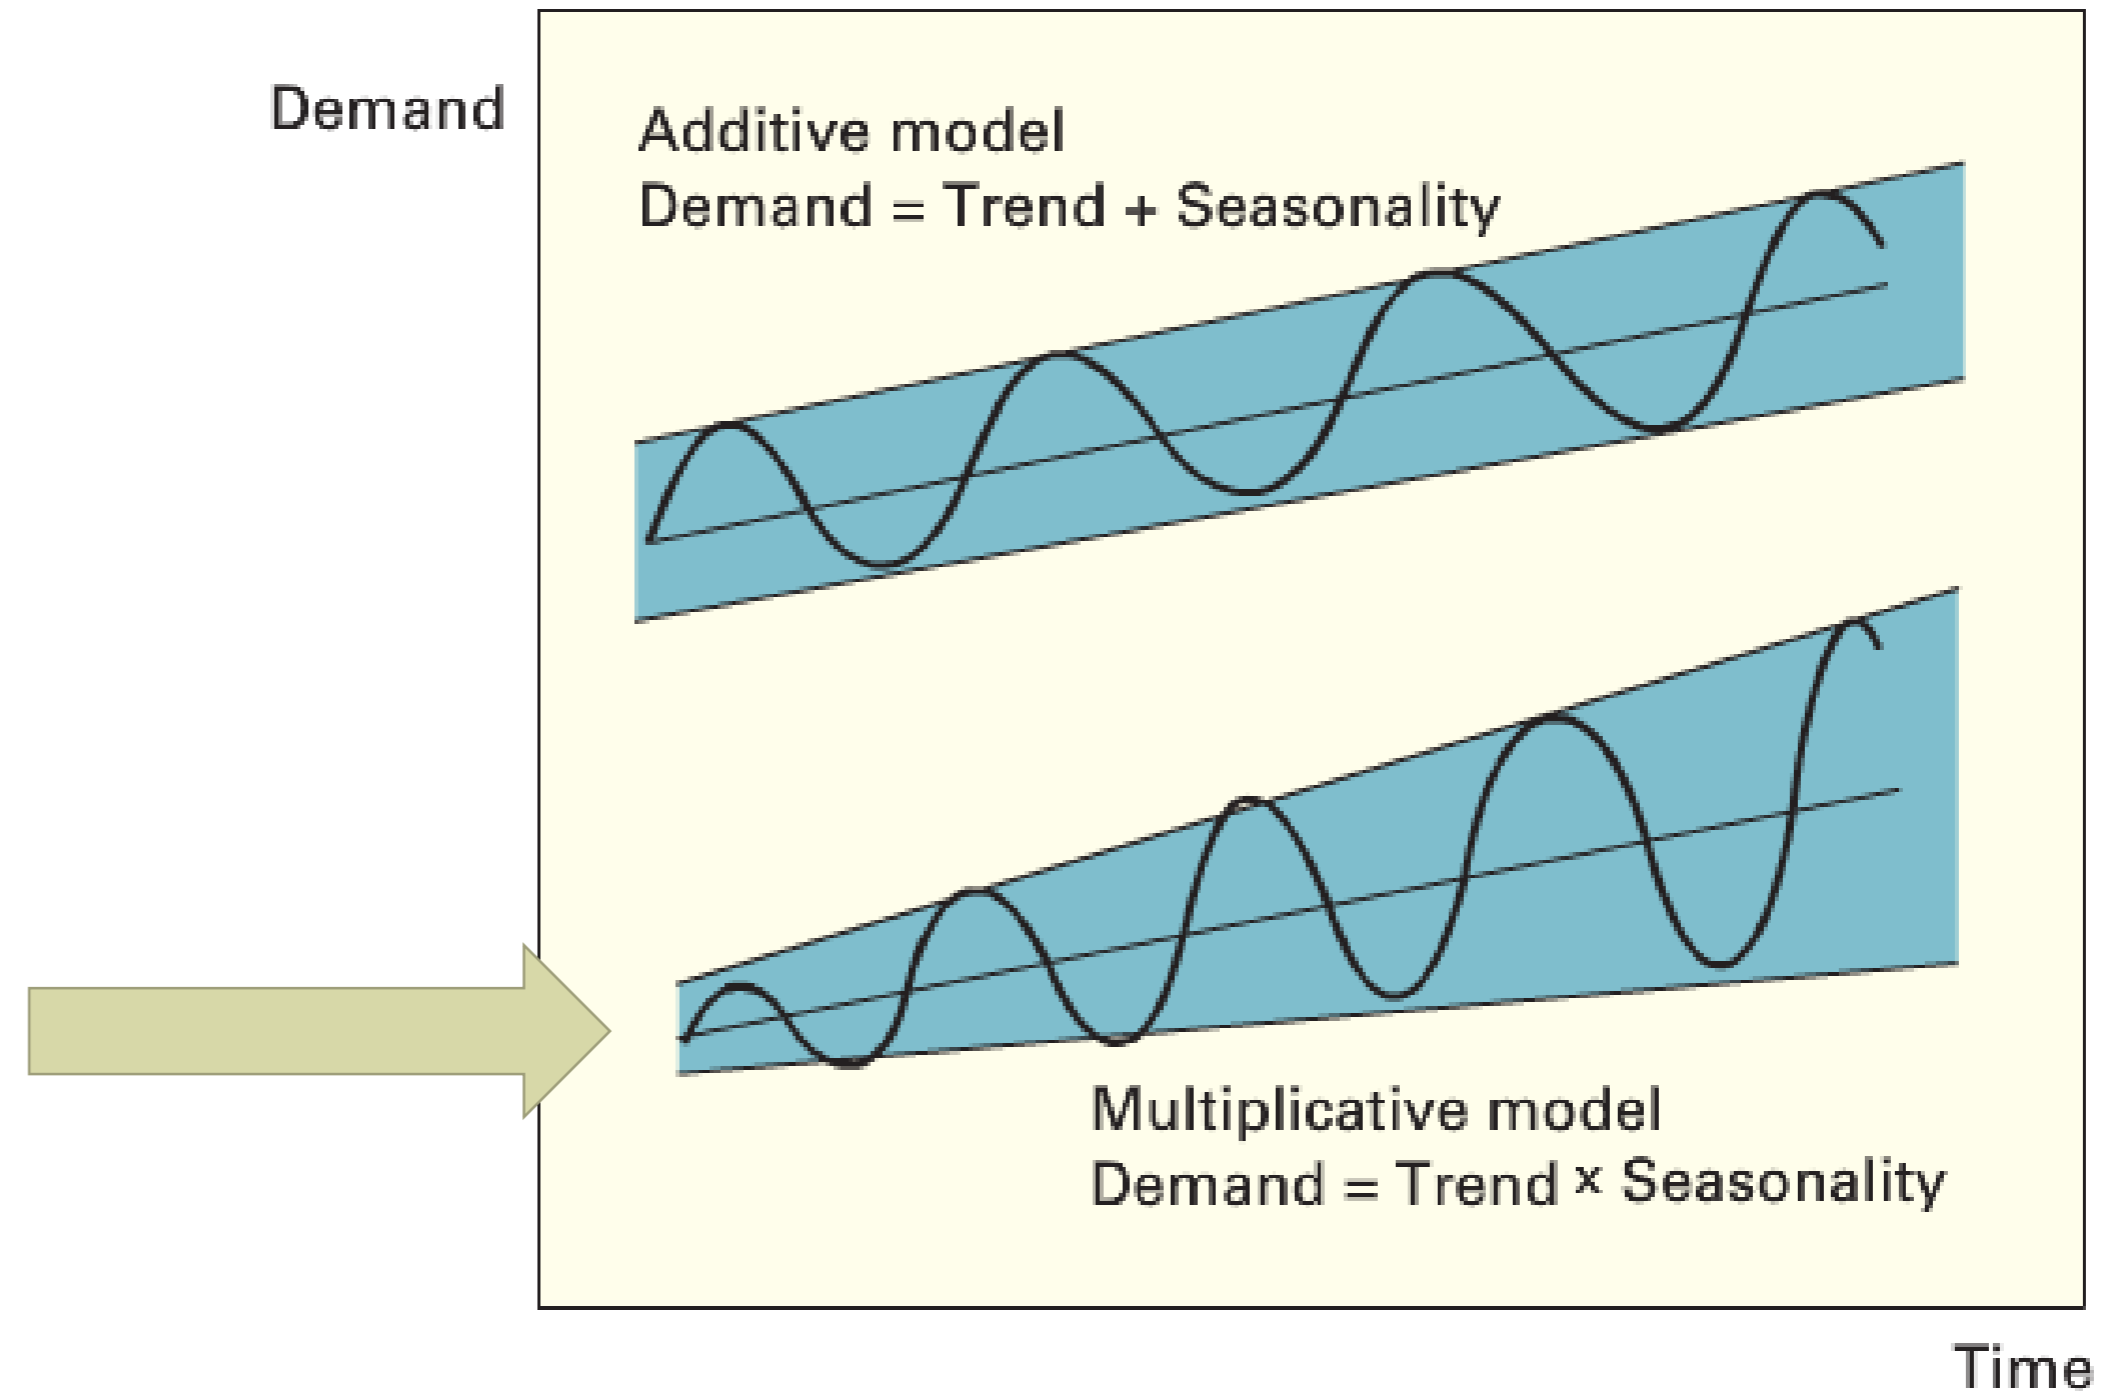 Demand
Additive model
Demand = Trend + Seasonality
Multiplicative model
Demand = Trend × Seasonality
Time